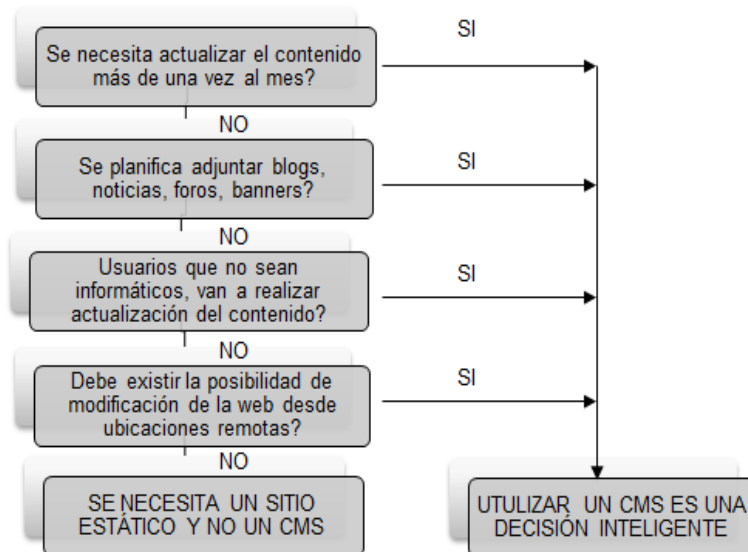 SI
Se necesita actualizar el contenido
más de una vez al mes?
NO
SI
Se planifica adjuntar blogs,
noticias, foros, banners?
NO
SI
Usuarios que no sean
informáticos, van a realizar
actualización del contenido?
NO
SI
Debe existir la posibilidad de
modificación de la web desde
ubicaciones remotas?
NO
SE NECESITA UN SITIO
ESTÁTICO Y NO UN CMS
UTULIZAR UN CMS ES UNA
DECISIÓN INTELIGENTE